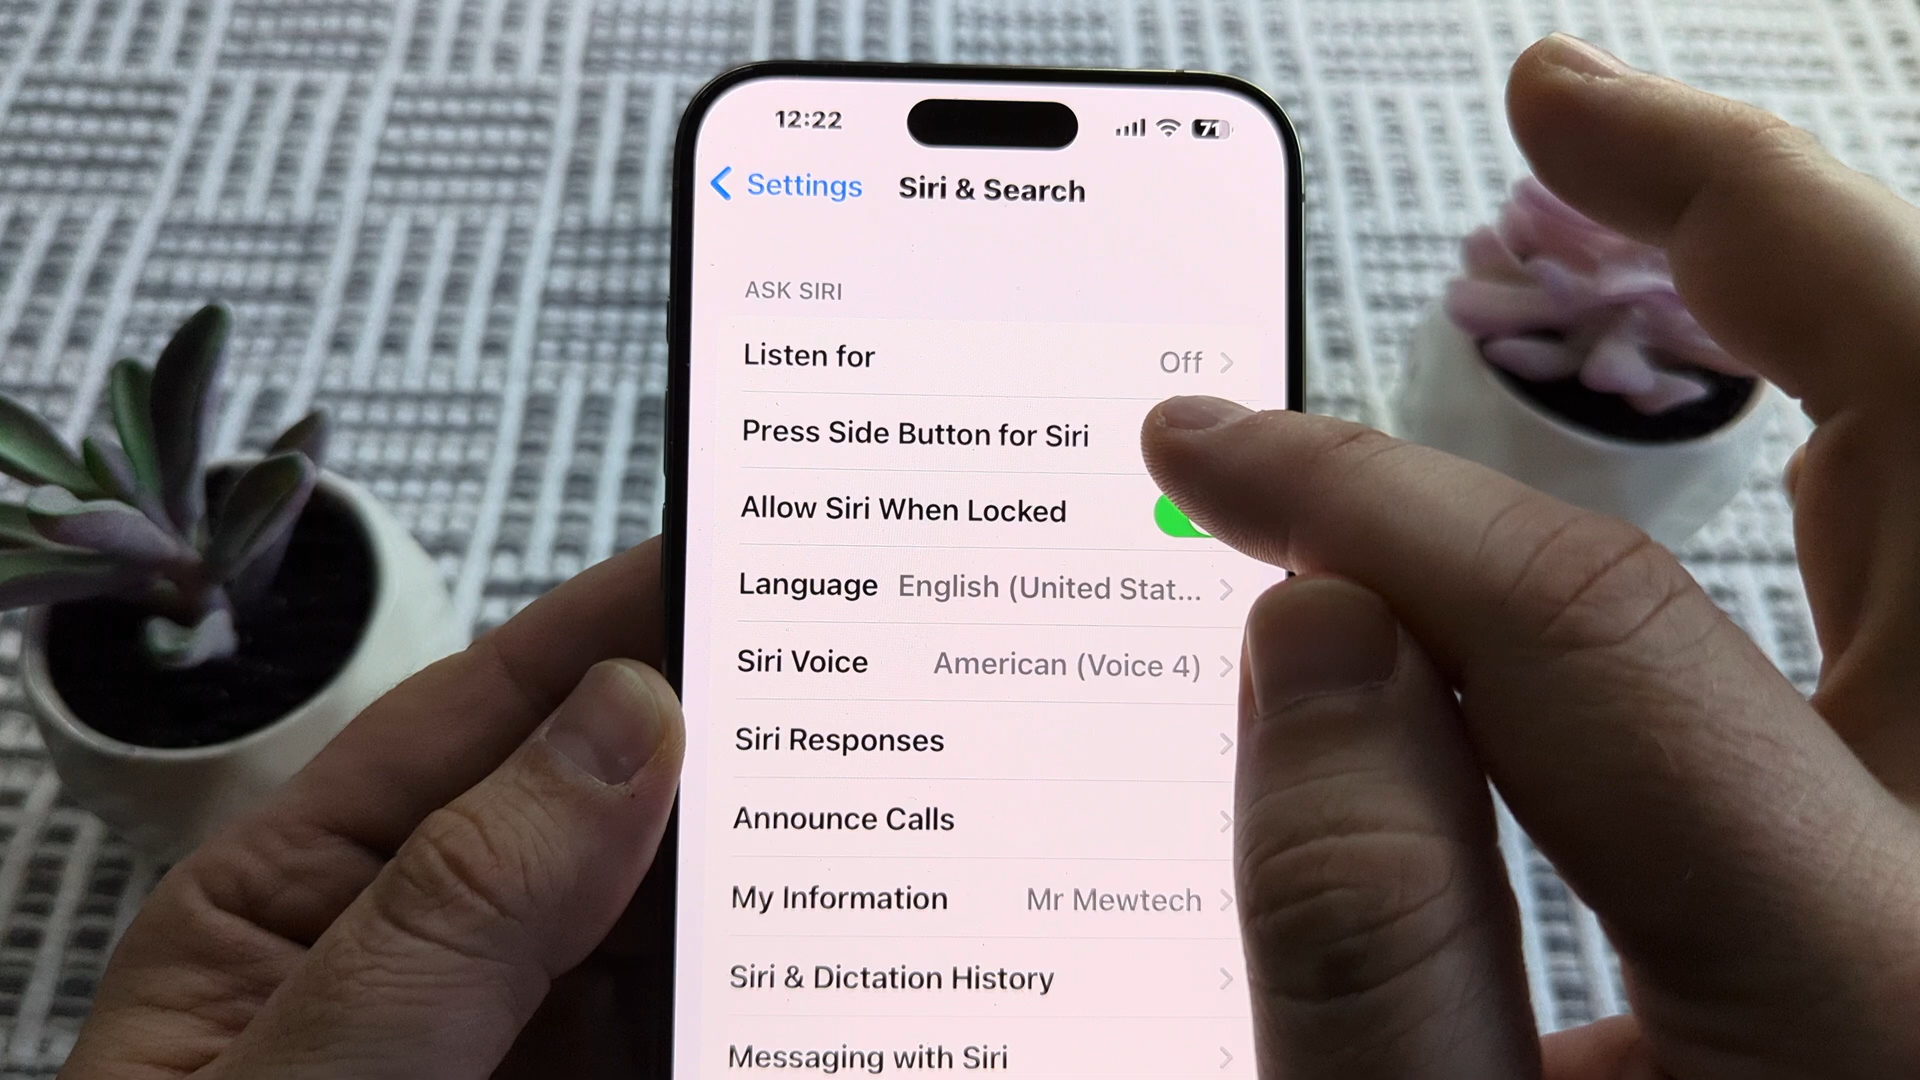 12:22
71
Settings
Siri & Search
ASK SIRI
Listen for Off
Press Side Button for Siri
Allow Siri When Locked
Language English (United Stat...
Siri Voice American (Voice 4)
Siri Responses
Announce Calls
My Information Mr Mewtech
Siri & Dictation History
Messaging with Siri